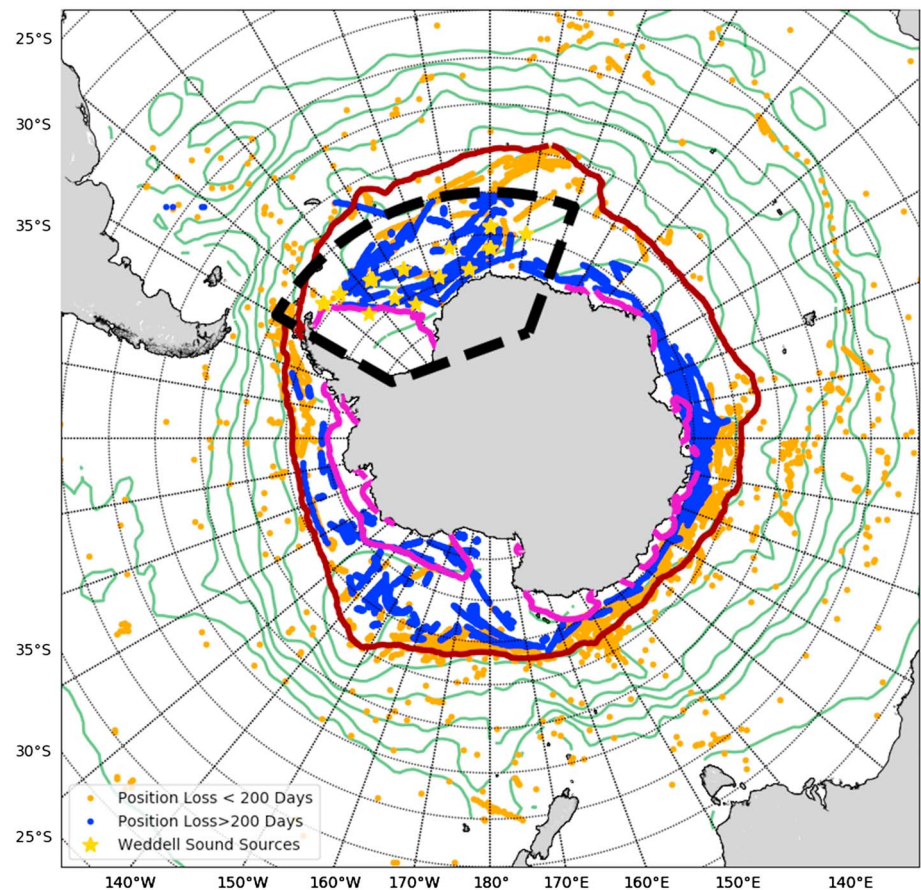 25°S
30°S
35°S
35°S
30°S
25°S
Position Loss < 200 Days
Position Loss>200 Days
Weddell Sound Sources
140°W 150°W 160°W 170°W 180° 170°E 160°E 150°E 140°E